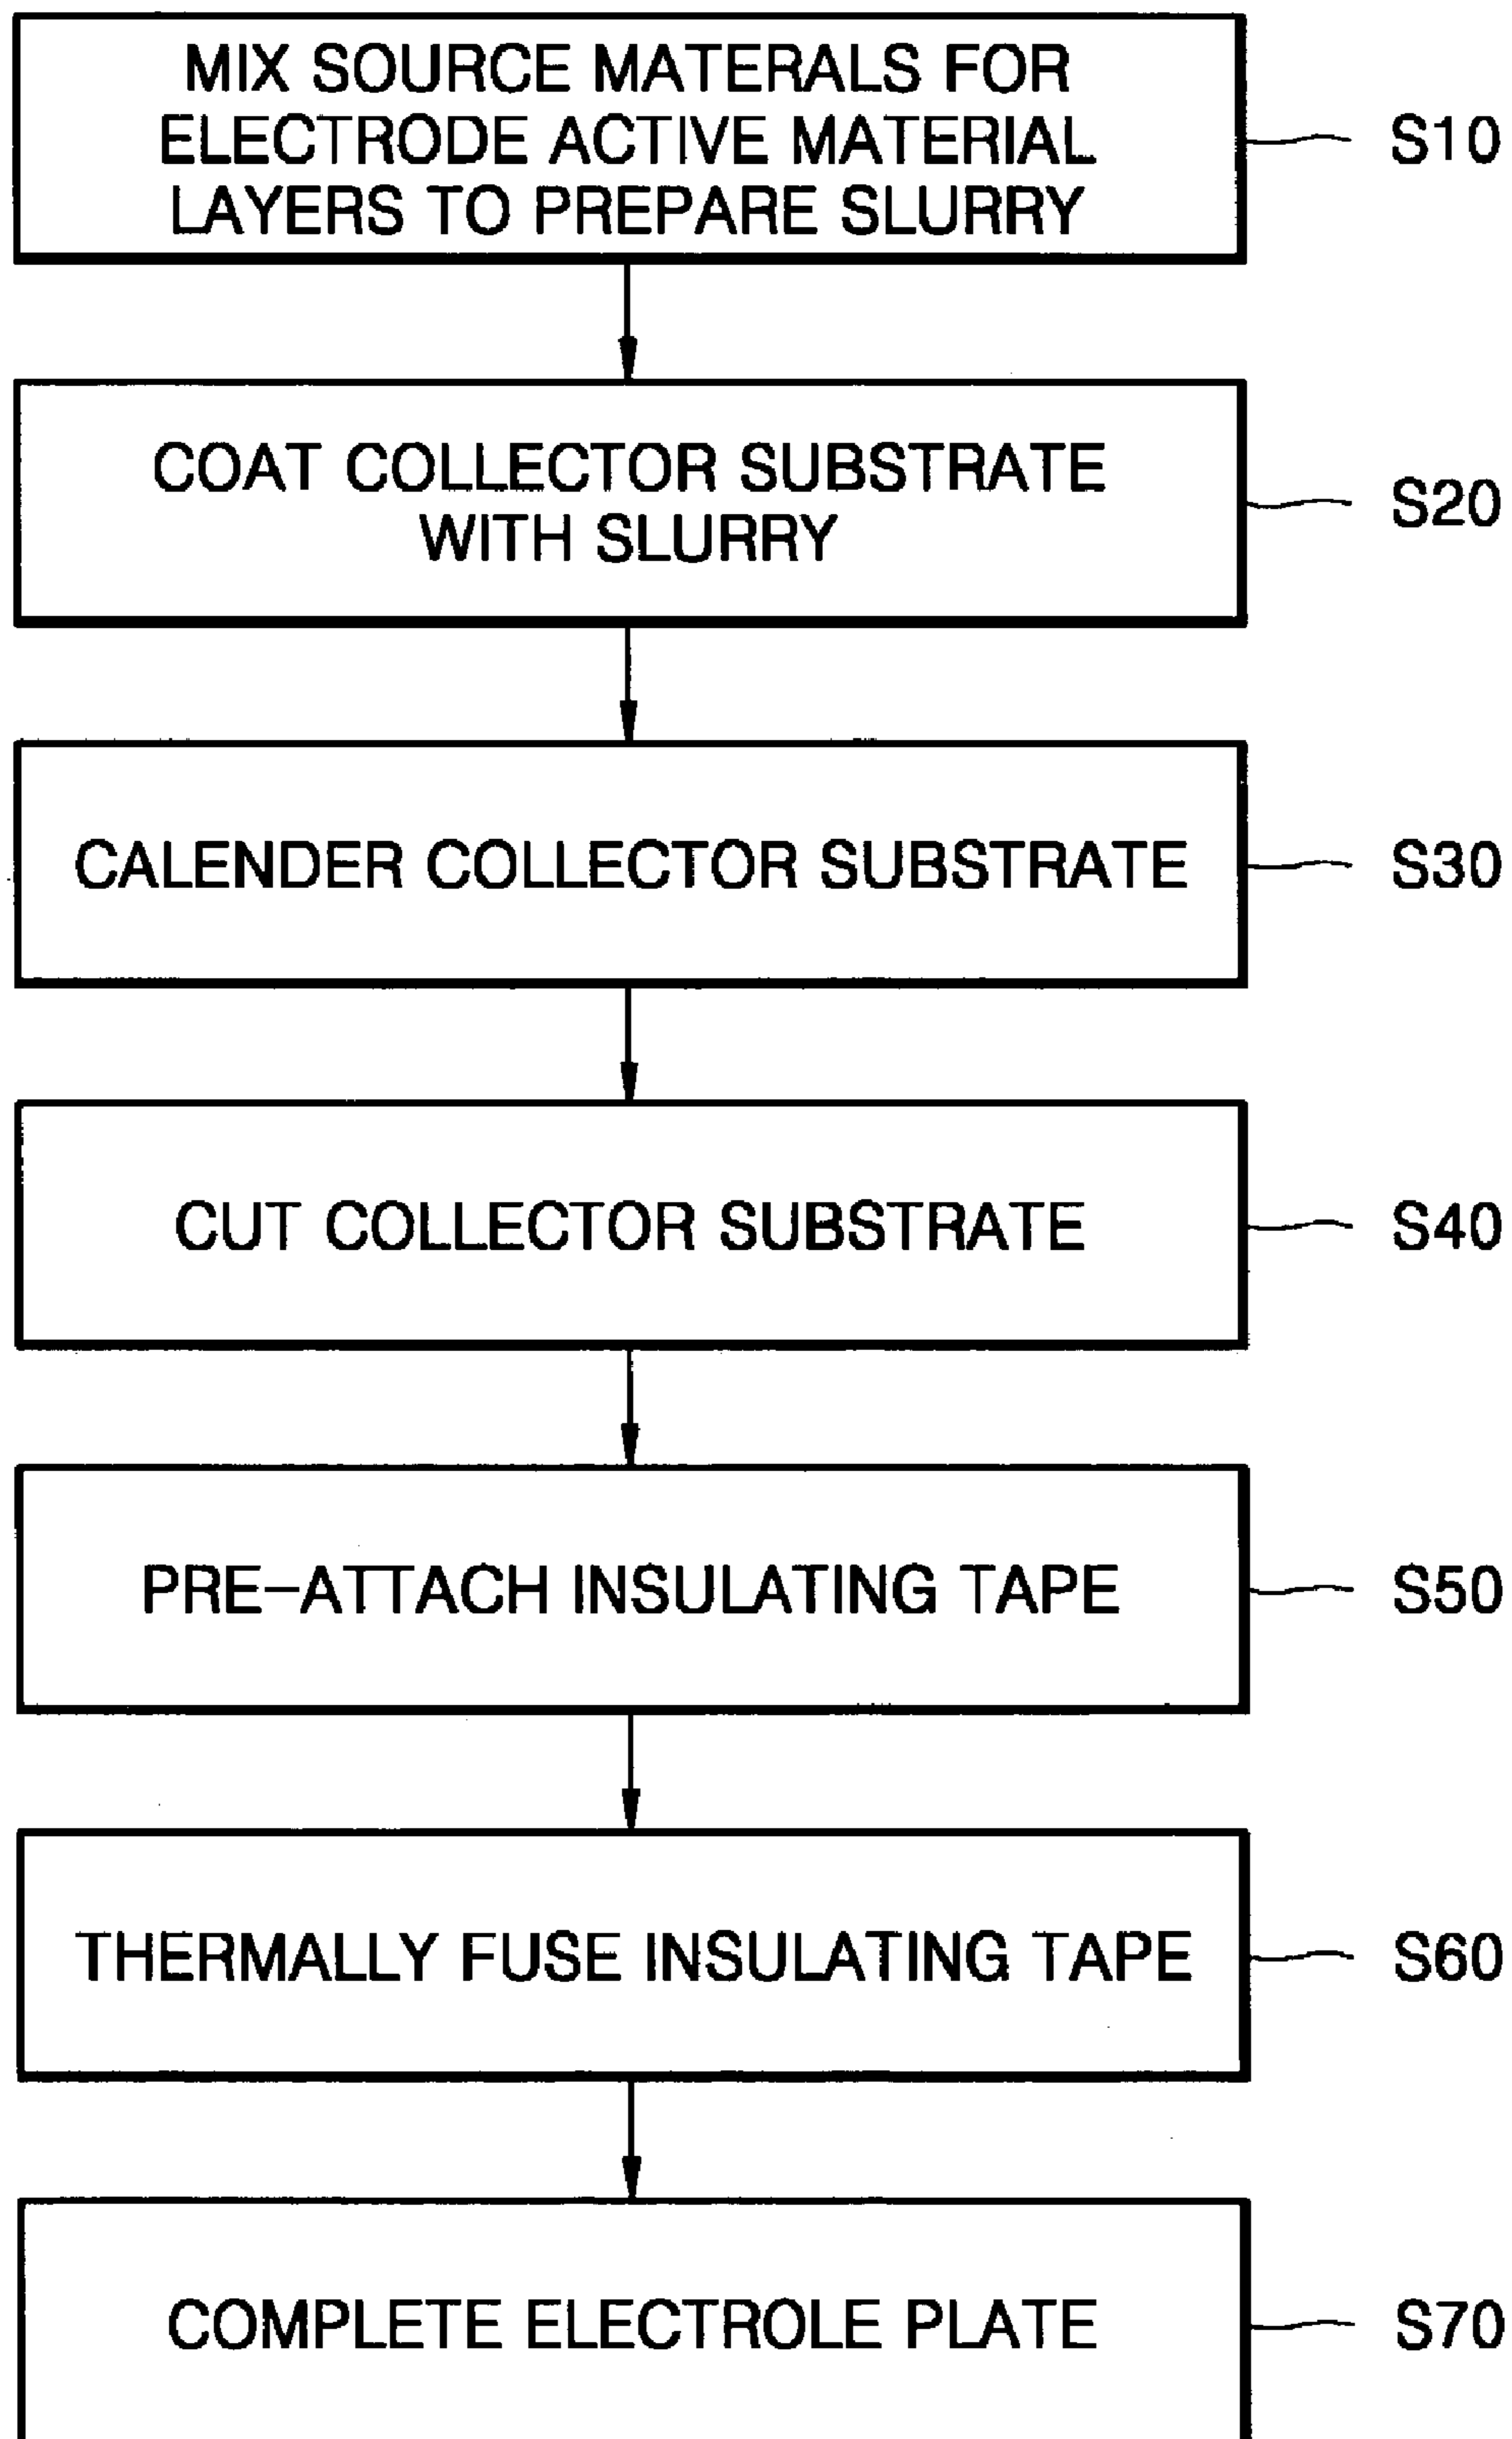 MIX SOURCE MATERALS FOR
ELECTRODE ACTIVE MATERIAL
LAYERS TO PREPARE SLURRY
S10
COAT COLLECTOR SUBSTRATE
WITH SLURRY
S20
CALENDER COLLECTOR SUBSTRATE
S30
CUT COLLECTOR SUBSTRATE
S40
PRE-ATTACH INSULATING TAPE
S50
THERMALLY FUSE INSULATING TAPE
S60
COMPLETE ELECTROLE PLATE
S70